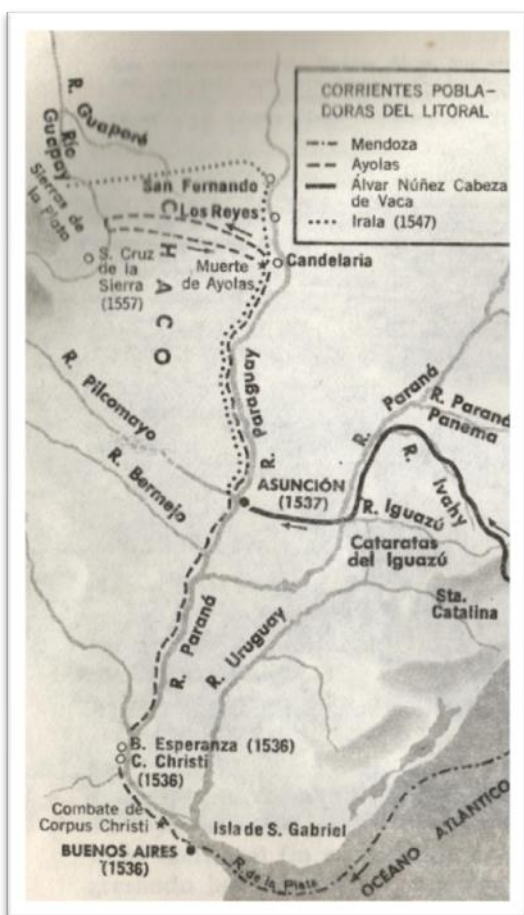 CORRIENTES POBLA-
DORAS DEL LITORAL
Mendoza
Ayolas
Álvar Núñez Cabeza
de Vaca
Irala (1547)
R. Guaporé
Río
Guapay
Sierras de
la Plata
San Fernando
Los Reyes
CHACO
S. Cruz
de la
Sierra
(1557)
Muerte
de Ayolas
Candelaria
R. Pilcomayo
R. Bermejo
R. Paraguay
ASUNCIÓN
(1537)
R. Paraná
R. Paraná
Panema
R. Ivahy
R. Iguazú
Cataratas
del Iguazú
Sta.
Catalina
R. Paraná
R. Uruguay
B. Esperanza (1536)
C. Christi
(1536)
Combate de
Corpus Christi
Isla de S. Gabriel
BUENOS AIRES
(1536)
R. de la Plata
OCÉANO ATLÁNTICO